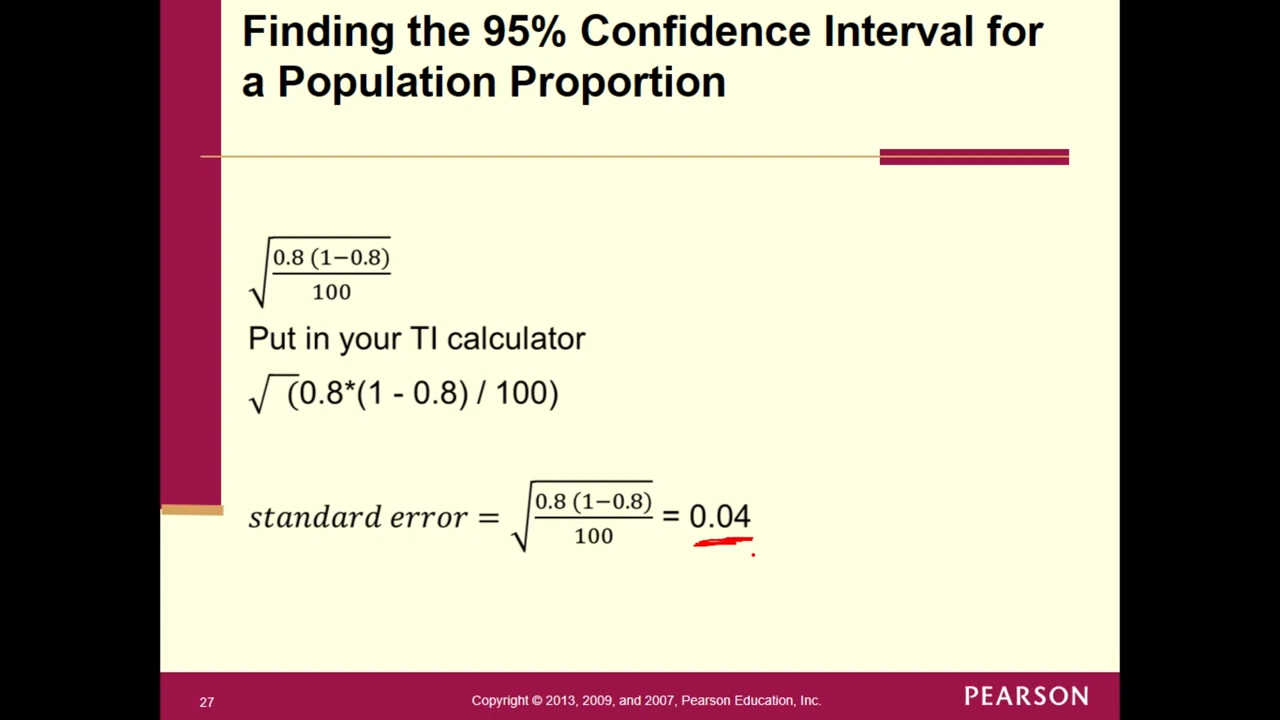 Finding the 95% Confidence Interval for
a Population Proportion
√(0.8 (1−0.8)/100)
Put in your TI calculator
√ (0.8*(1 - 0.8) / 100)
standard error = √(0.8 (1−0.8)/100) = 0.04
27
Copyright © 2013, 2009, and 2007, Pearson Education, Inc.
PEARSON